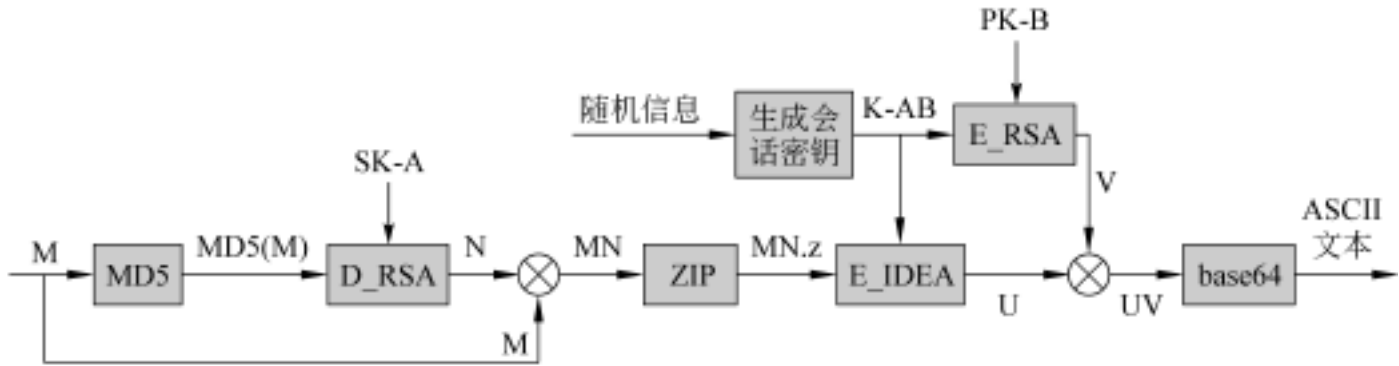 PK-B
随机信息
生成会
话密钥
K-AB
E_RSA
SK-A
V
ASCII
文本
M
MD5
MD5(M)
D_RSA
N
MN
ZIP
MN.z
E_IDEA
U
UV
base64
M